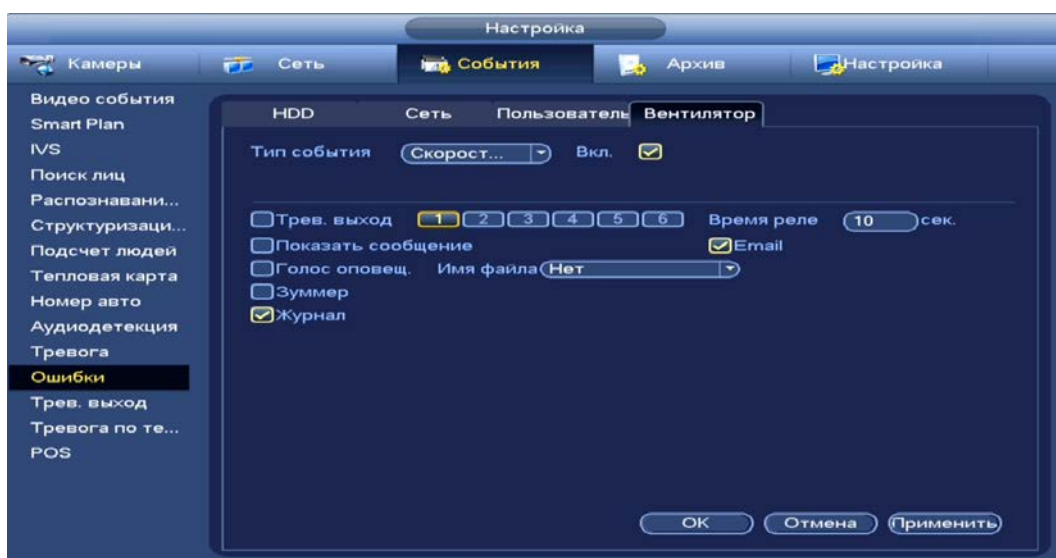 Настройка
Камеры Сеть События Архив Настройка
Видео события
Smart Plan
IVS
Поиск лиц
Распознавани...
Структуризаци...
Подсчет людей
Тепловая карта
Номер авто
Аудиодетекция
Тревога
Ошибки
Трев. выход
Тревога по те...
POS
HDD Сеть Пользователь Вентилятор
Тип события Скорост... Вкл.
Трев. выход 1 2 3 4 5 6 Время реле 10 сек.
Показать сообщение Email
Голос оповещ. Имя файла Нет
Зуммер
Журнал
OK Отмена Применить